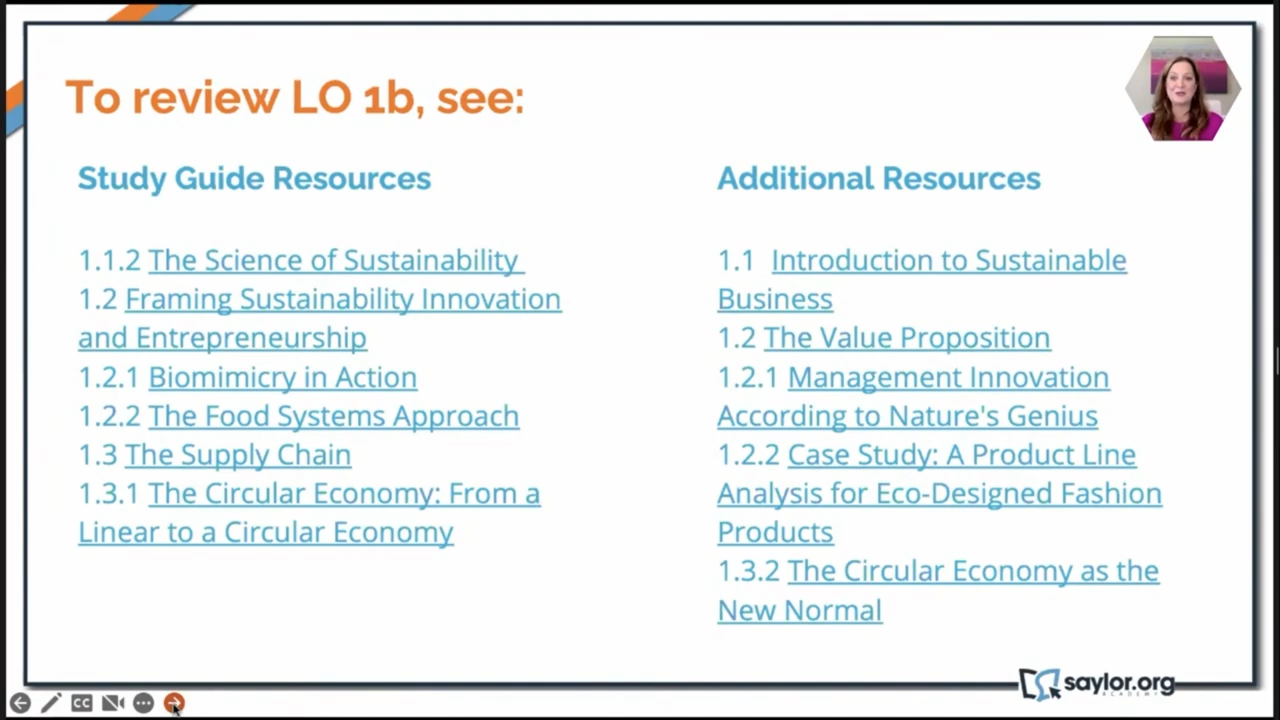 To review LO 1b, see:
Study Guide Resources
1.1.2 The Science of Sustainability
1.2 Framing Sustainability Innovation
and Entrepreneurship
1.2.1 Biomimicry in Action
1.2.2 The Food Systems Approach
1.3 The Supply Chain
1.3.1 The Circular Economy: From a
Linear to a Circular Economy
Additional Resources
1.1 Introduction to Sustainable
Business
1.2 The Value Proposition
1.2.1 Management Innovation
According to Nature's Genius
1.2.2 Case Study: A Product Line
Analysis for Eco-Designed Fashion
Products
1.3.2 The Circular Economy as the
New Normal
CC
saylor.org
ACADEMY